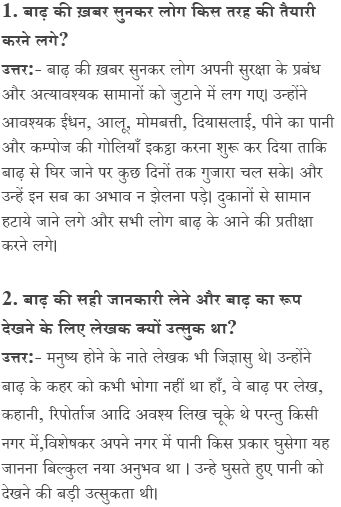 1. बाढ़ की ख़बर सुनकर लोग किस तरह की तैयारी
करने लगे?
उत्तर:- बाढ़ की ख़बर सुनकर लोग अपनी सुरक्षा के प्रबंध
और अत्यावश्यक सामानों को जुटाने में लग गए। उन्होंने
आवश्यक ईंधन, आलू, मोमबत्ती, दियासलाई, पीने का पानी
और कम्पोज की गोलियाँ इकट्ठा करना शुरू कर दिया ताकि
बाढ़ से घिर जाने पर कुछ दिनों तक गुजारा चल सके। और
उन्हें इन सब का अभाव न झेलना पड़े। दुकानों से सामान
हटाये जाने लगे और सभी लोग बाढ़ के आने की प्रतीक्षा
करने लगे।
2. बाढ़ की सही जानकारी लेने और बाढ़ का रूप
देखने के लिए लेखक क्यों उत्सुक था?
उत्तर:- मनुष्य होने के नाते लेखक भी जिज्ञासु थे। उन्होंने
बाढ़ के कहर को कभी भोगा नहीं था हाँ, वे बाढ़ पर लेख,
कहानी, रिपोर्ताज आदि अवश्य लिख चूके थे परन्तु किसी
नगर में,विशेषकर अपने नगर में पानी किस प्रकार घुसेगा यह
जानना बिल्कुल नया अनुभव था । उन्हे घुसते हुए पानी को
देखने की बड़ी उत्सुकता थी।